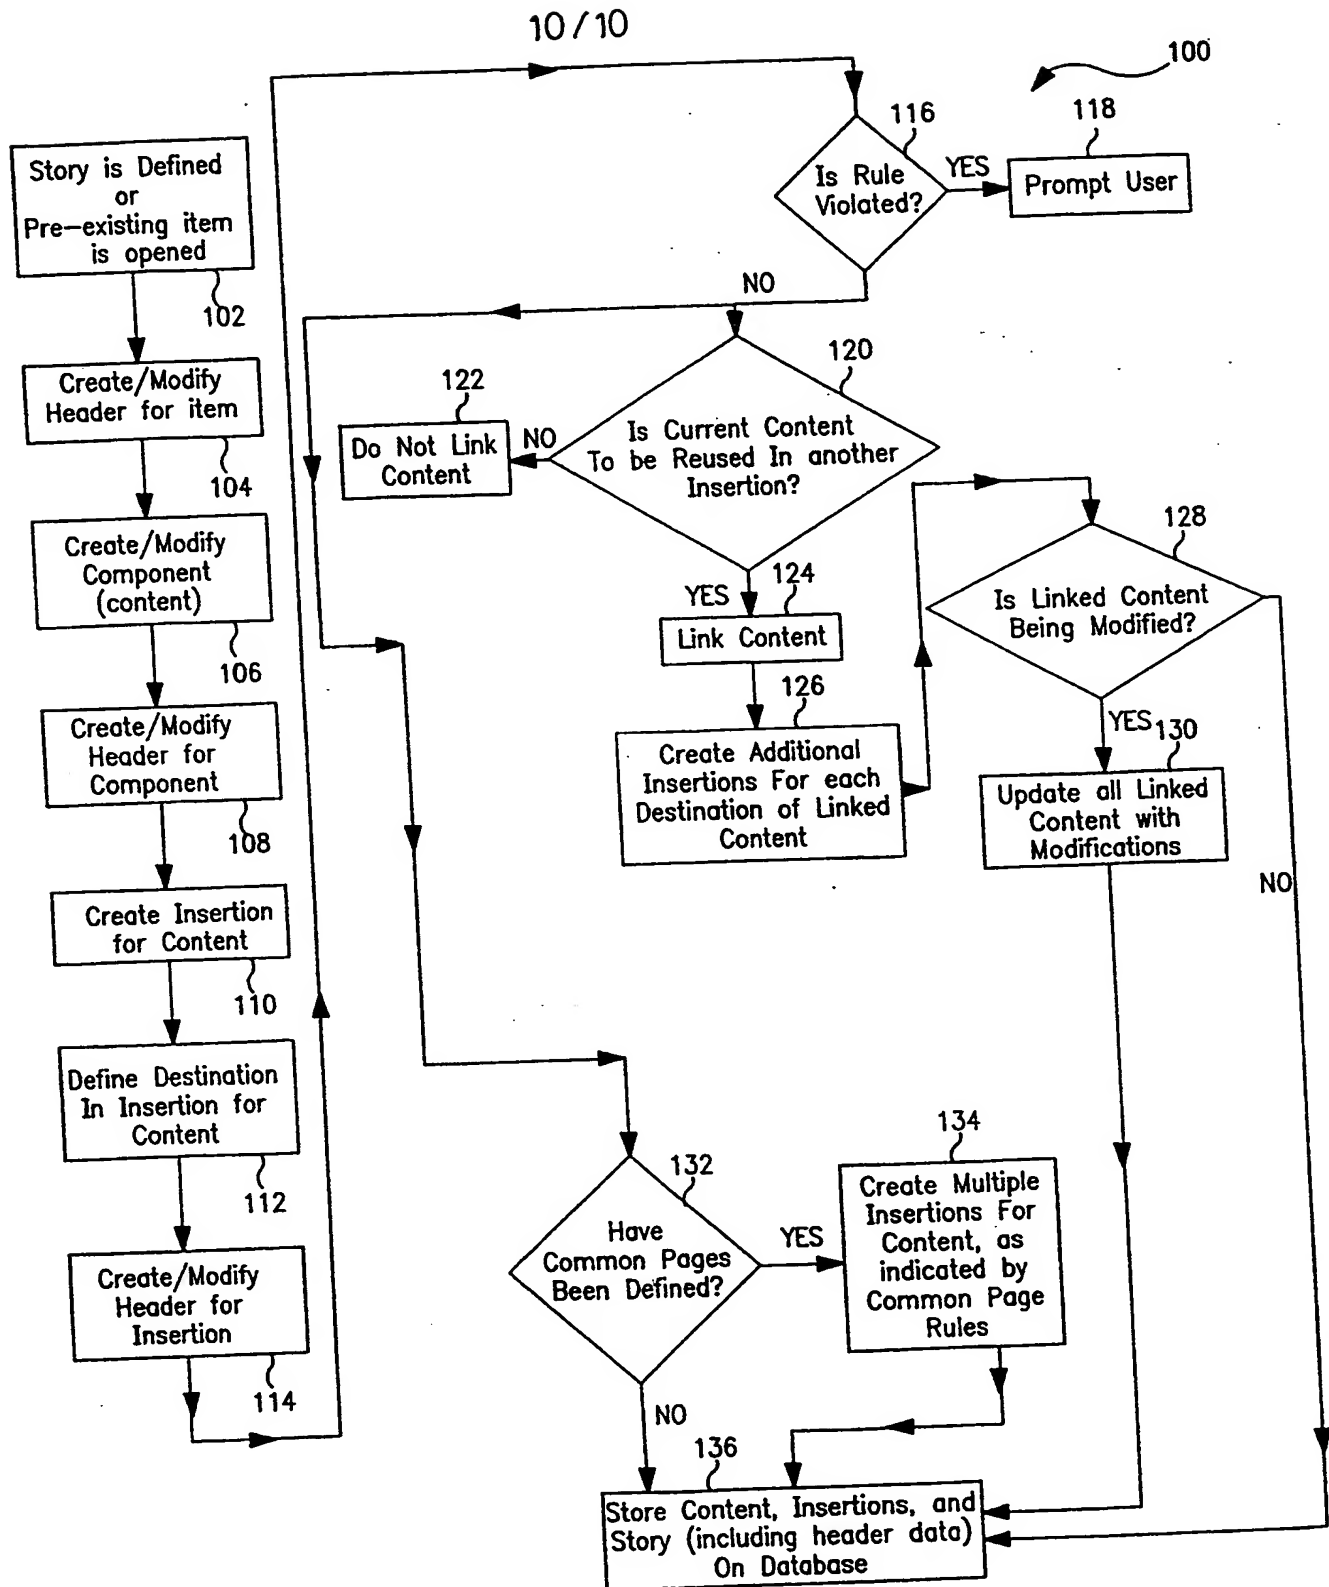 10/10
100
Story is Defined
or
Pre-existing item
is opened
102
Create/Modify
Header for item
104
Create/Modify
Component
(content)
106
Create/Modify
Header for
Component
108
Create Insertion
for Content
110
Define Destination
In Insertion for
Content
112
Create/Modify
Header for
Insertion
114
116
Is Rule
Violated?
YES
118
Prompt User
NO
120
Is Current Content
To be Reused In another
Insertion?
NO
122
Do Not Link
Content
YES
124
Link Content
126
Create Additional
Insertions For each
Destination of Linked
Content
128
Is Linked Content
Being Modified?
YES
130
Update all Linked
Content with
Modifications
NO
132
Have
Common Pages
Been Defined?
YES
134
Create Multiple
Insertions For
Content, as
indicated by
Common Page
Rules
NO
136
Store Content, Insertions, and
Story (including header data)
On Database